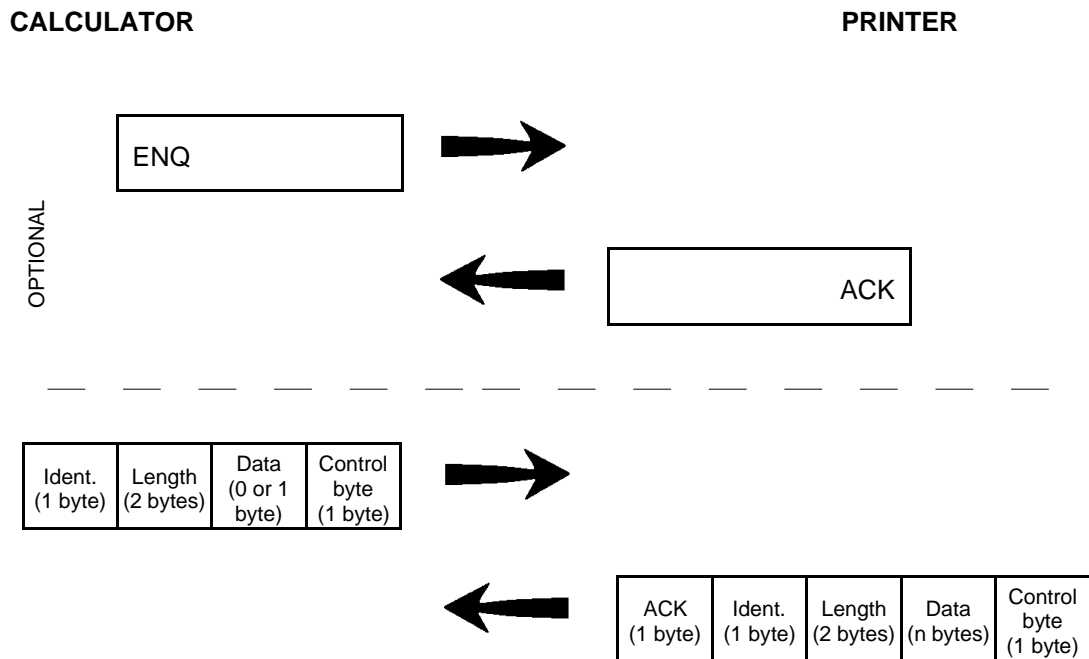 CALCULATOR
PRINTER
ENQ
OPTIONAL
ACK
Ident.
(1 byte)
Length
(2 bytes)
Data
(0 or 1
byte)
Control
byte
(1 byte)
ACK
(1 byte)
Ident.
(1 byte)
Length
(2 bytes)
Data
(n bytes)
Control
byte
(1 byte)